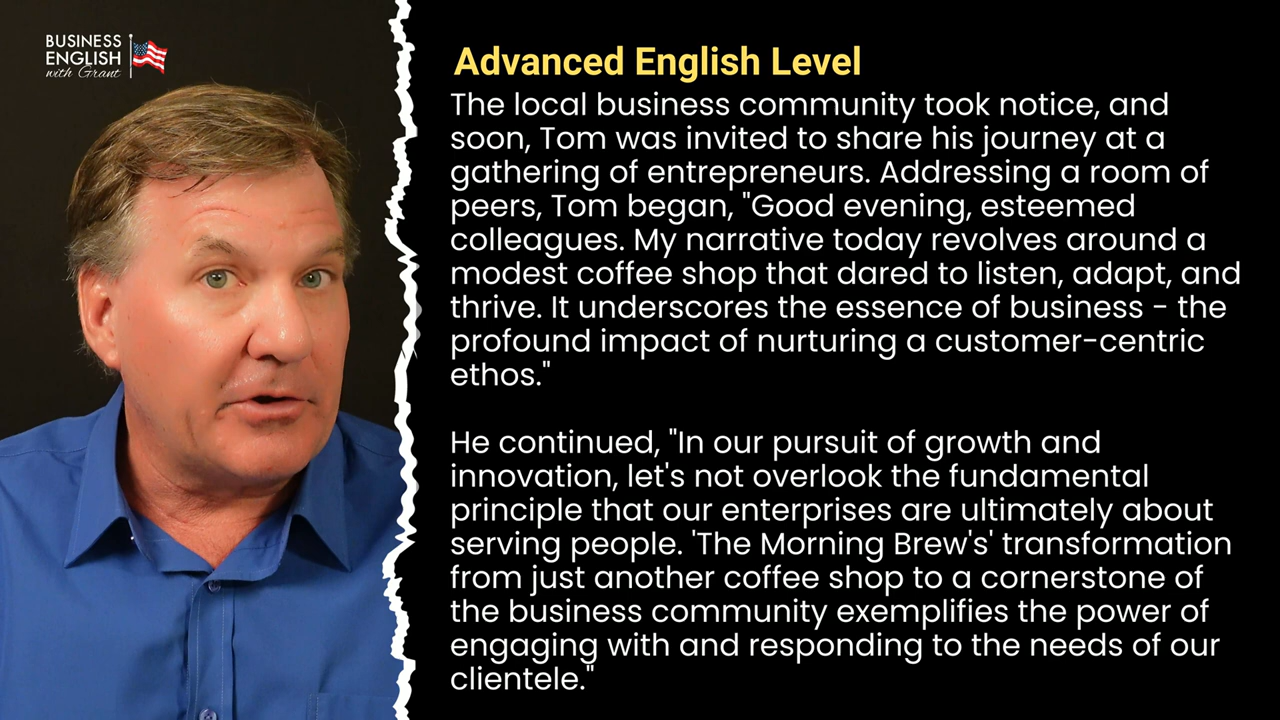 BUSINESS
ENGLISH
with Grant
Advanced English Level
The local business community took notice, and
soon, Tom was invited to share his journey at a
gathering of entrepreneurs. Addressing a room of
peers, Tom began, "Good evening, esteemed
colleagues. My narrative today revolves around a
modest coffee shop that dared to listen, adapt, and
thrive. It underscores the essence of business - the
profound impact of nurturing a customer-centric
ethos."
He continued, "In our pursuit of growth and
innovation, let's not overlook the fundamental
principle that our enterprises are ultimately about
serving people. 'The Morning Brew's' transformation
from just another coffee shop to a cornerstone of
the business community exemplifies the power of
engaging with and responding to the needs of our
clientele."